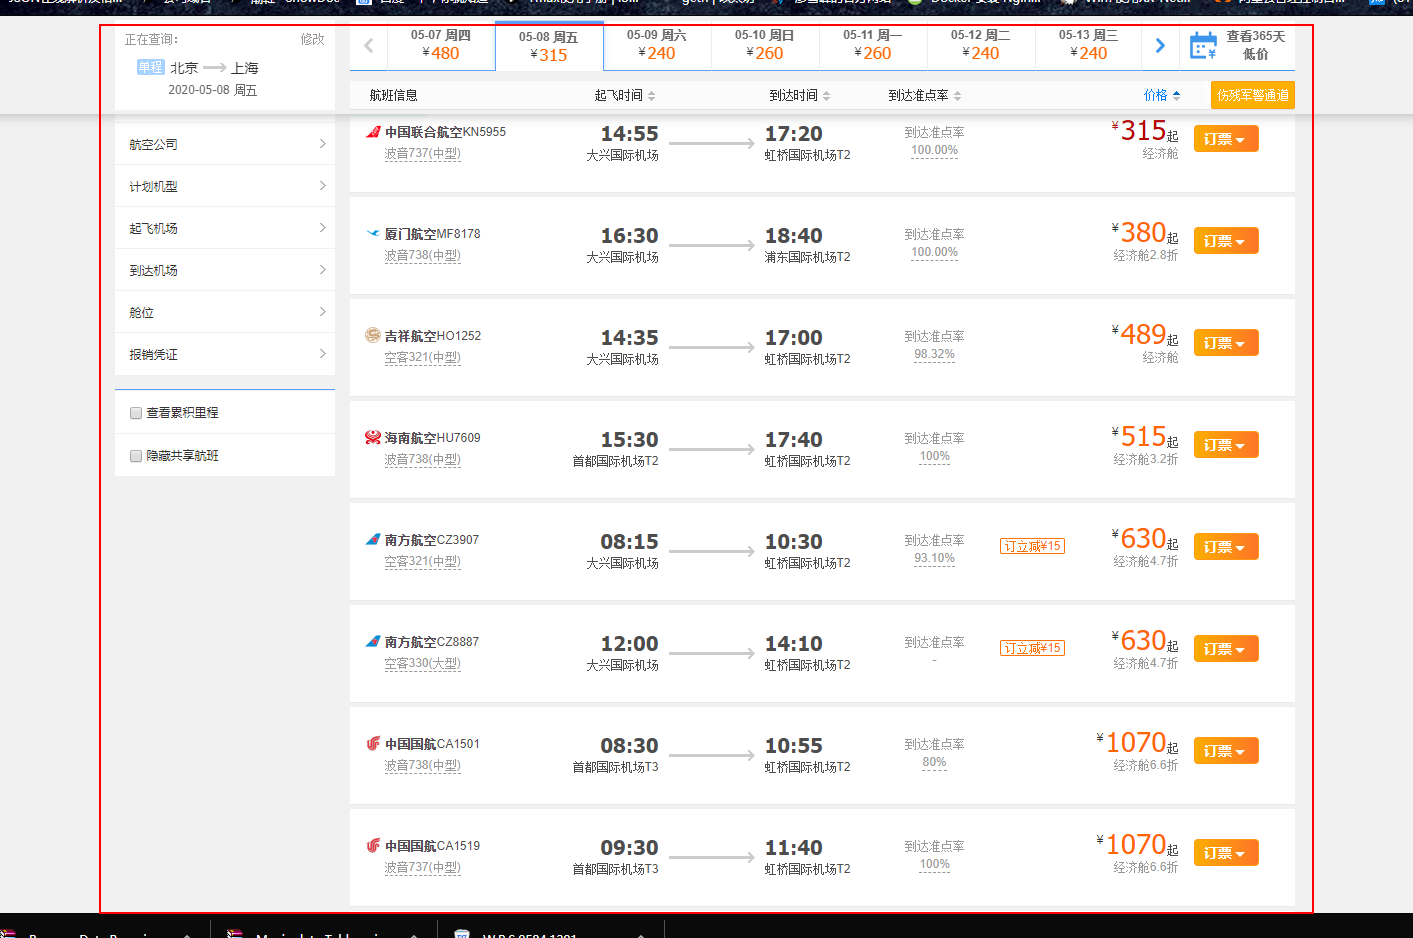 正在查询：
修改
单程 北京 上海
2020-05-08 周五
05-07 周四
¥480
05-08 周五
¥315
05-09 周六
¥240
05-10 周日
¥260
05-11 周一
¥260
05-12 周二
¥240
05-13 周三
¥240
查看365天
低价
航班信息 起飞时间 到达时间 到达准点率 价格 伤残军警通道
航空公司
计划机型
起飞机场
到达机场
舱位
报销凭证
查看累积里程
隐藏共享航班
中国联合航空KN5955 14:55 17:20 到达准点率 ¥315起 订票
波音737(中型) 大兴国际机场 虹桥国际机场T2 100.00% 经济舱
厦门航空MF8178 16:30 18:40 到达准点率 ¥380起 订票
波音738(中型) 大兴国际机场 浦东国际机场T2 100.00% 经济舱2.8折
吉祥航空HO1252 14:35 17:00 到达准点率 ¥489起 订票
空客321(中型) 大兴国际机场 虹桥国际机场T2 98.32% 经济舱
海南航空HU7609 15:30 17:40 到达准点率 ¥515起 订票
波音738(中型) 首都国际机场T2 虹桥国际机场T2 100% 经济舱3.2折
南方航空CZ3907 08:15 10:30 到达准点率 订立减¥15 ¥630起 订票
空客321(中型) 大兴国际机场 虹桥国际机场T2 93.10% 经济舱4.7折
南方航空CZ8887 12:00 14:10 到达准点率 订立减¥15 ¥630起 订票
空客330(大型) 大兴国际机场 虹桥国际机场T2 - 经济舱4.7折
中国国航CA1501 08:30 10:55 到达准点率 ¥1070起 订票
波音738(中型) 首都国际机场T3 虹桥国际机场T2 80% 经济舱6.6折
中国国航CA1519 09:30 11:40 到达准点率 ¥1070起 订票
波音737(中型) 首都国际机场T3 虹桥国际机场T2 100% 经济舱6.6折